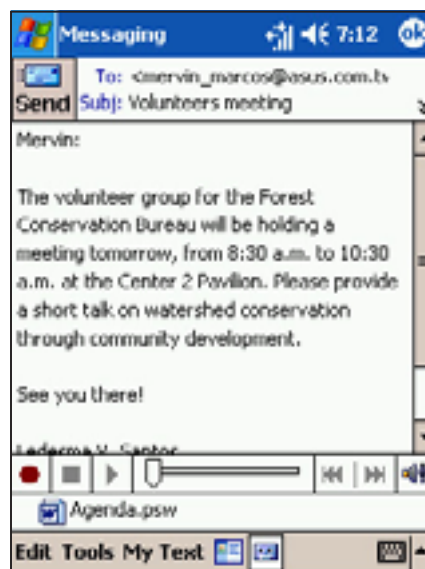 Messaging 7:12 ok
To: <mervin_marcos@asus.com.tv
Send Subj: Volunteers meeting
Mervin:
The volunteer group for the Forest
Conservation Bureau will be holding a
meeting tomorrow, from 8:30 a.m. to 10:30
a.m. at the Center 2 Pavilion. Please provide
a short talk on watershed conservation
through community development.
See you there!
Agenda.psw
Edit Tools My Text